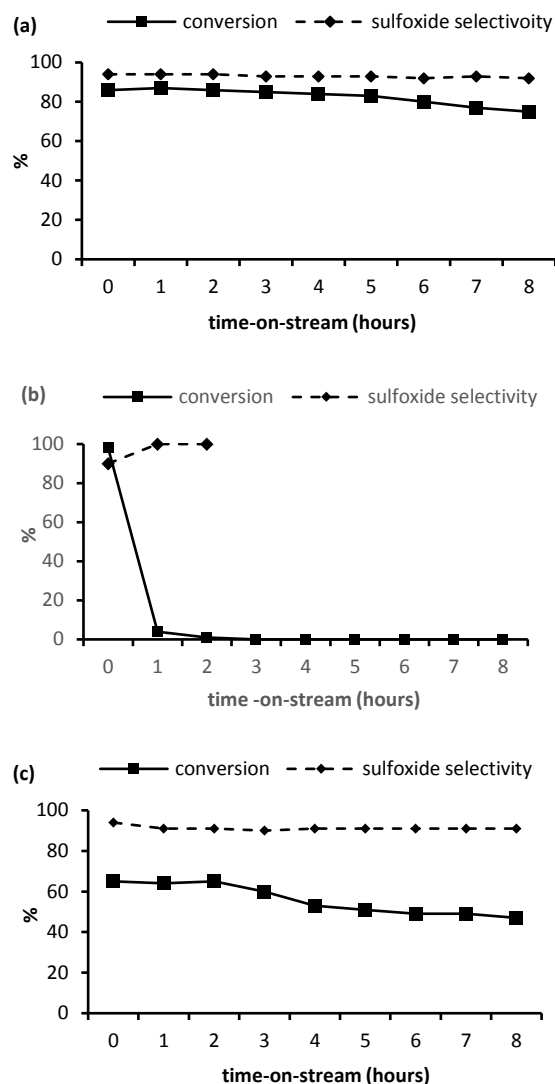 (a)
conversion sulfoxide selectivoity
100
80
60
40
20
0
%
0 1 2 3 4 5 6 7 8
time-on-stream (hours)
(b)
conversion sulfoxide selectivity
100
80
60
40
20
0
%
0 1 2 3 4 5 6 7 8
time -on-stream (hours)
(c)
conversion sulfoxide selectivity
100
80
60
40
20
0
%
0 1 2 3 4 5 6 7 8
time-on-stream (hours)